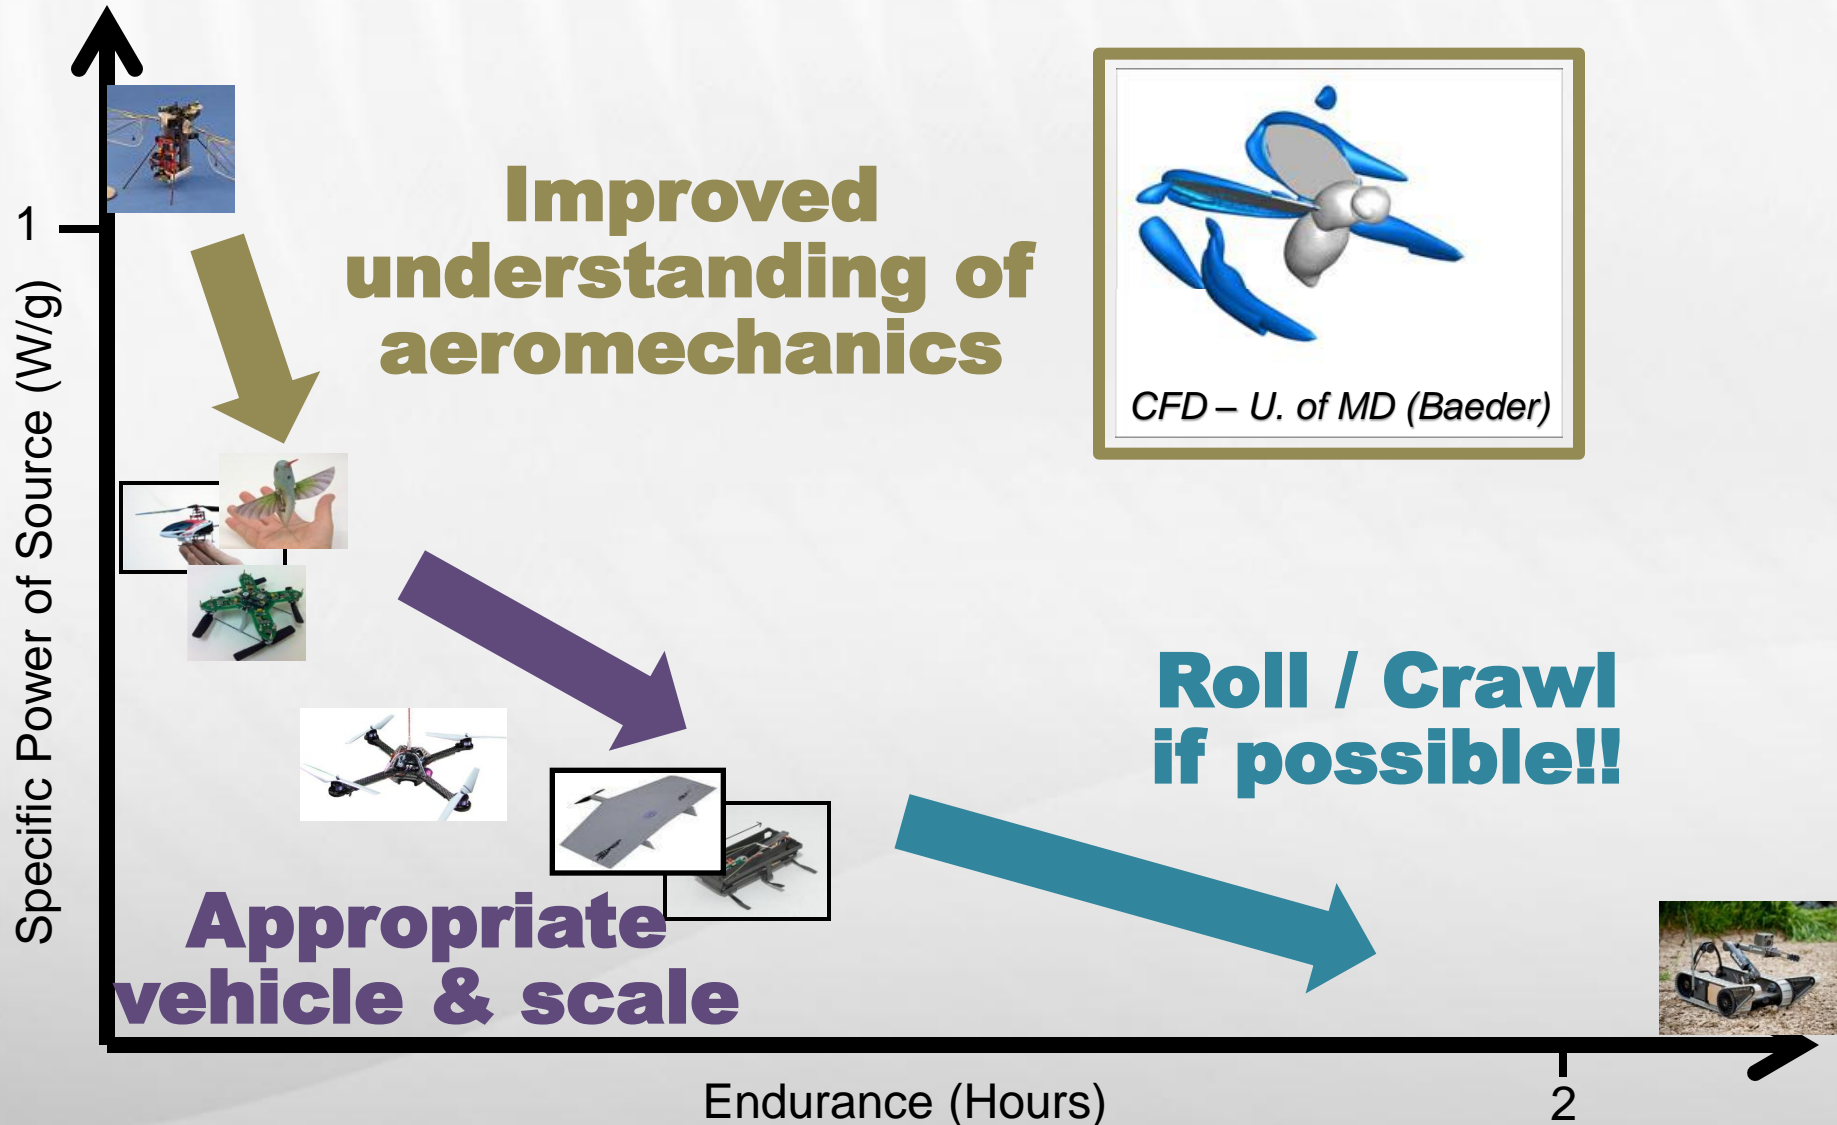 Improved
understanding of
aeromechanics
CFD – U. of MD (Baeder)
1
Specific Power of Source (W/g)
Roll / Crawl
if possible!!
Appropriate
vehicle & scale
Endurance (Hours)
2